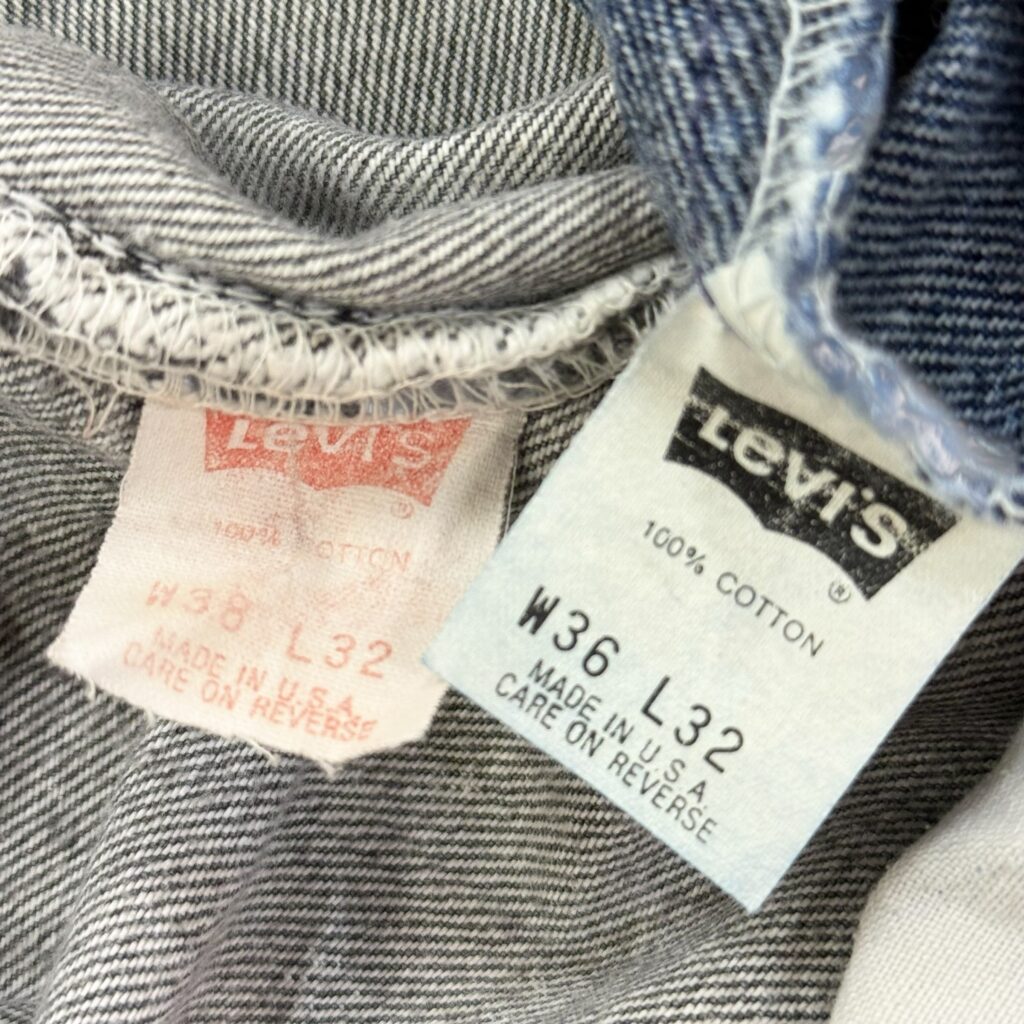 Levi's
®
100% COTTON
W38 L32
MADE IN U.S.A.
CARE ON REVERSE
Levi's
®
100% COTTON
W36 L32
MADE IN U S A.
CARE ON REVERSE